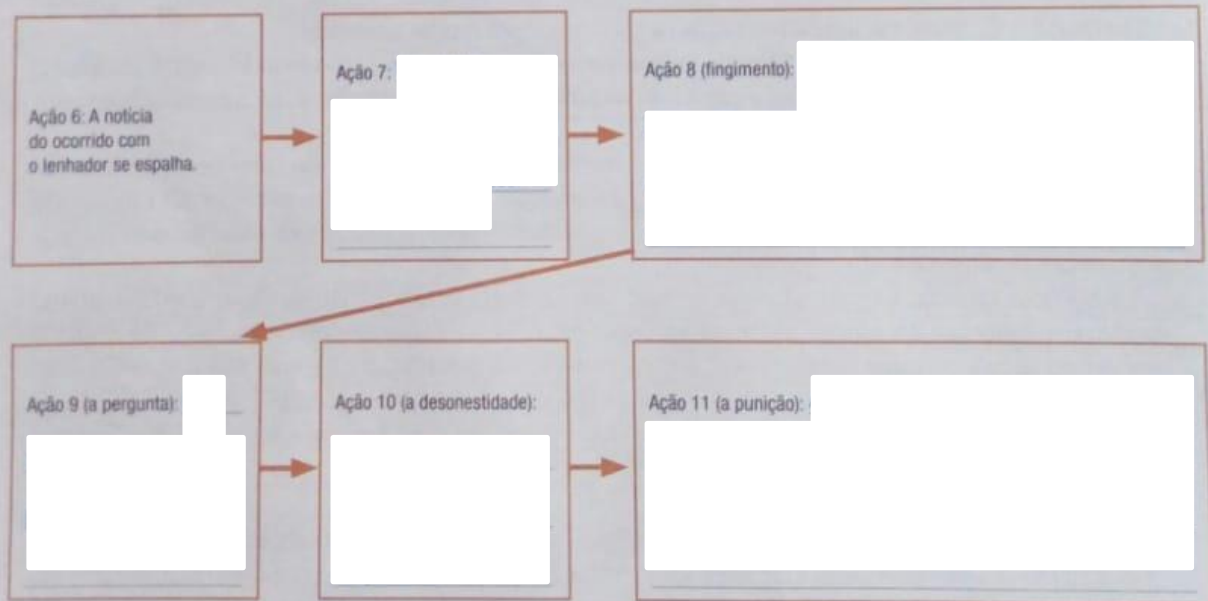 Ação 6: A notícia
do ocorrido com
o lenhador se espalha.
Ação 7:
Ação 8 (fingimento):
Ação 9 (a pergunta):
Ação 10 (a desonestidade):
Ação 11 (a punição):